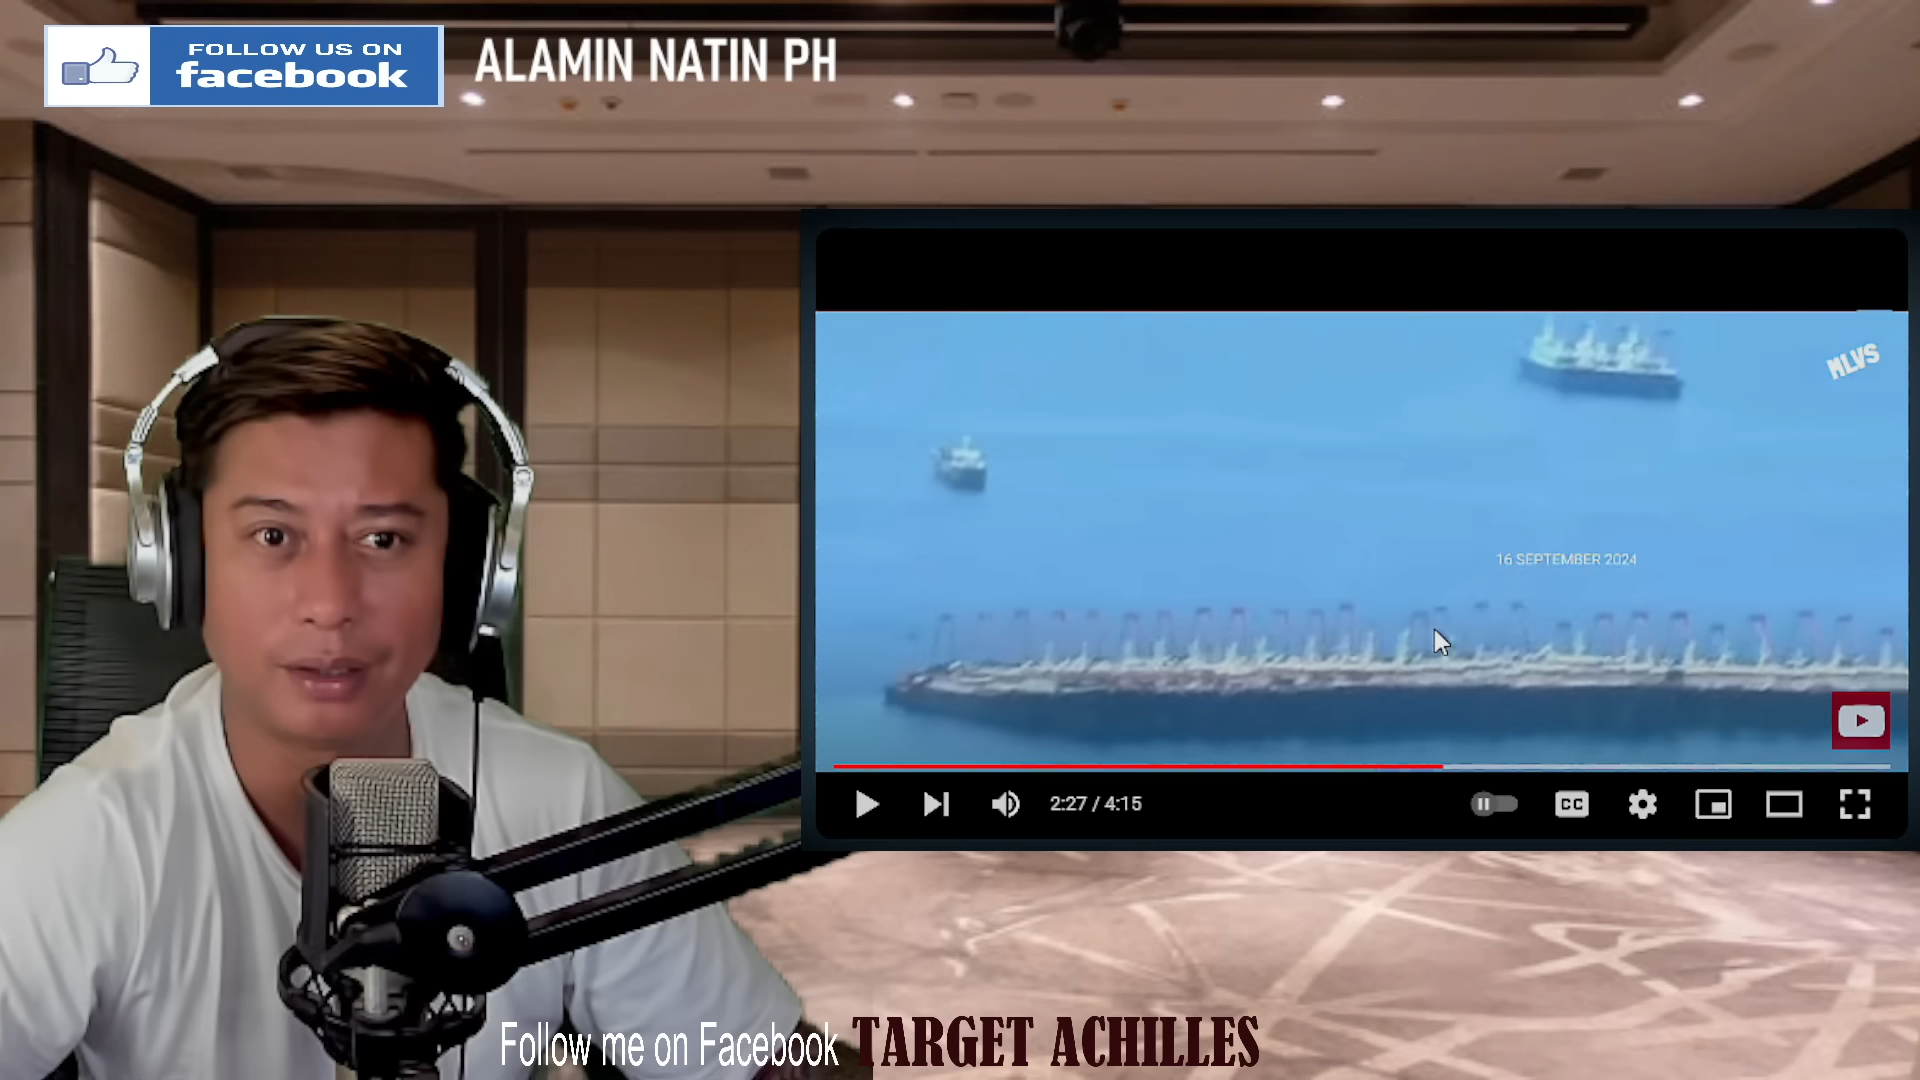 FOLLOW US ON
facebook
ALAMIN NATIN PH
MLVS
16 SEPTEMBER 2024
2:27 / 4:15
CC
Follow me on Facebook TARGET ACHILLES